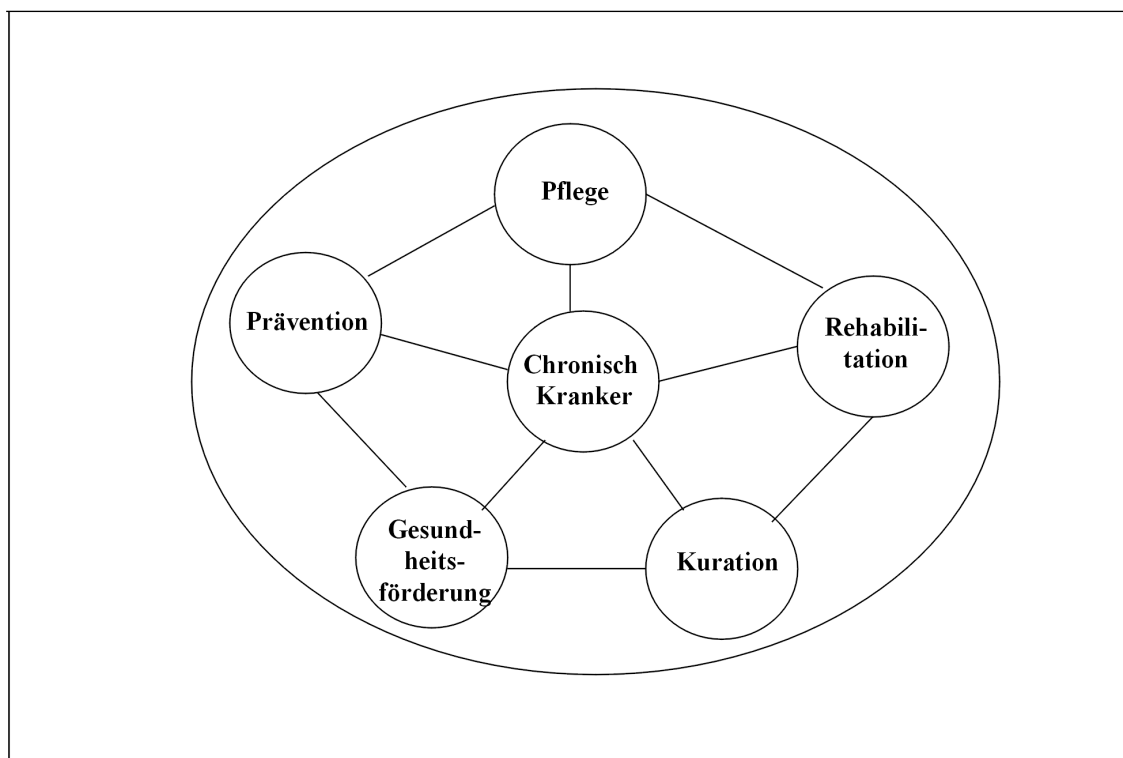 Pflege
Prävention
Rehabili-
tation
Chronisch
Kranker
Gesund-
heits-
förderung
Kuration